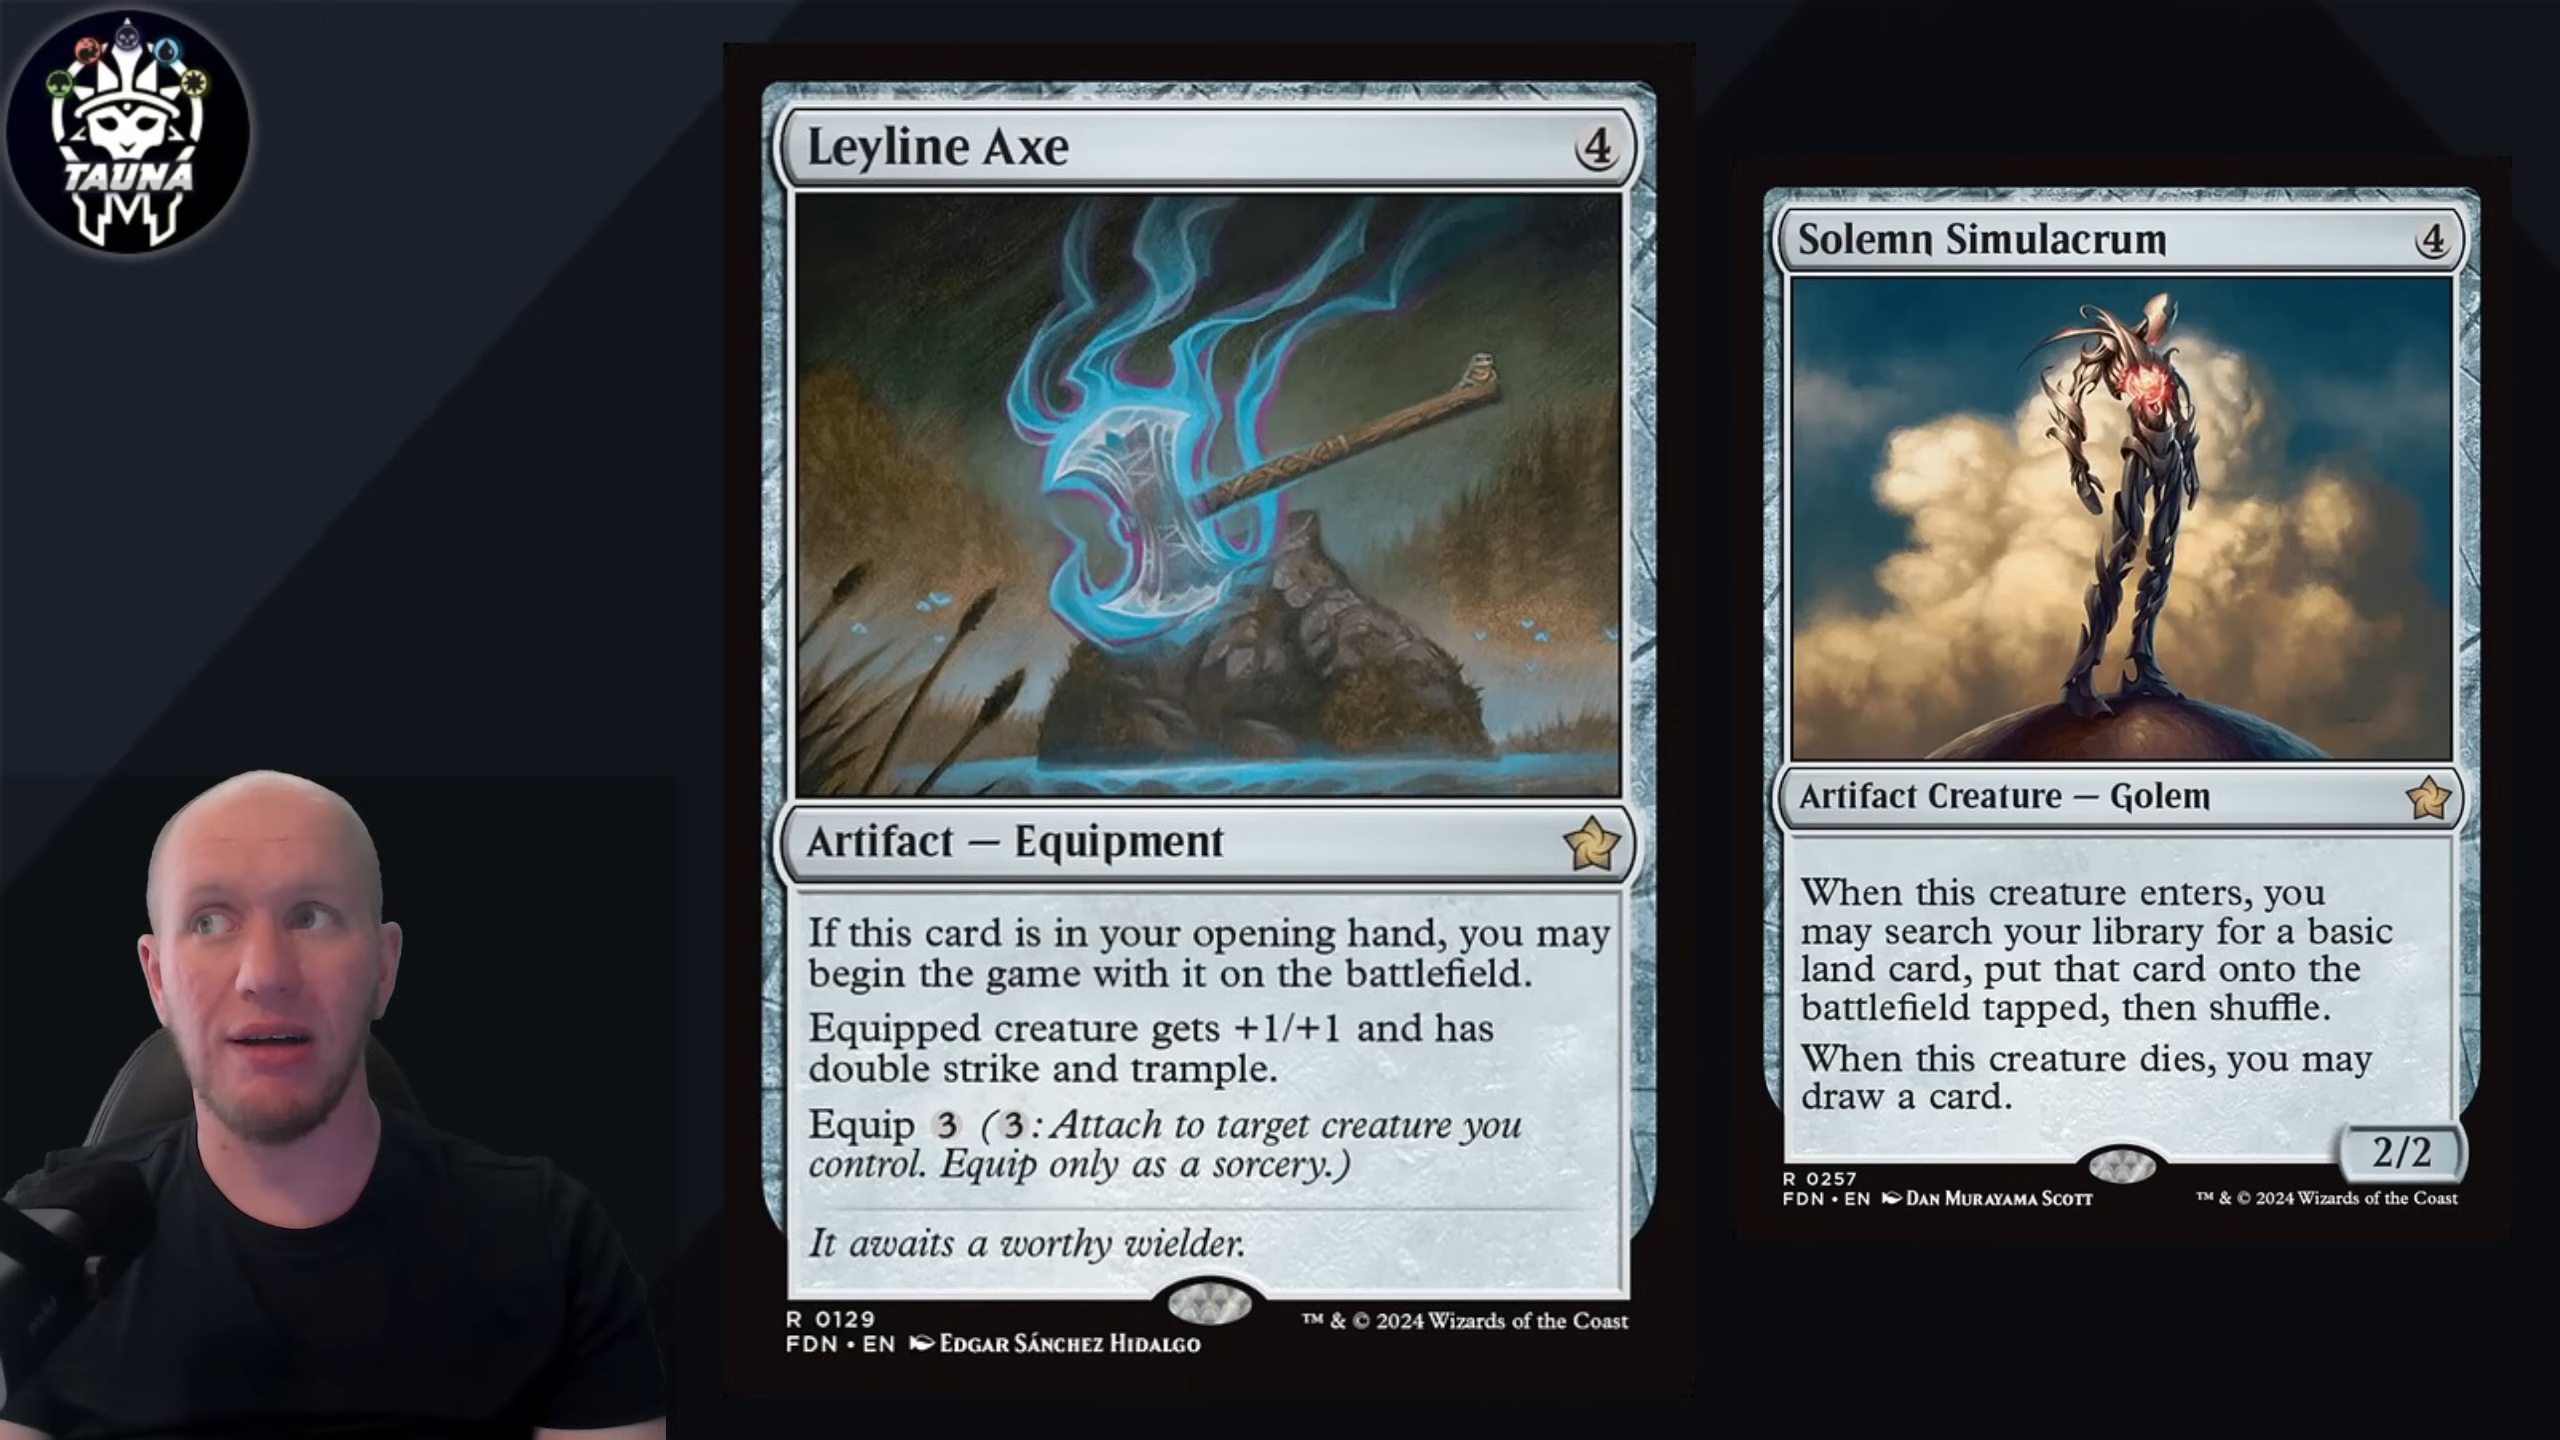 TAUNA
M
Leyline Axe 4
Artifact — Equipment
If this card is in your opening hand, you may
begin the game with it on the battlefield.
Equipped creature gets +1/+1 and has
double strike and trample.
Equip 3 (3: Attach to target creature you
control. Equip only as a sorcery.)
It awaits a worthy wielder.
R 0129
FDN • EN EDGAR SÁNCHEZ HIDALGO
™ & © 2024 Wizards of the Coast
Solemn Simulacrum 4
Artifact Creature — Golem
When this creature enters, you
may search your library for a basic
land card, put that card onto the
battlefield tapped, then shuffle.
When this creature dies, you may
draw a card.
2/2
R 0257
FDN • EN DAN MURAYAMA SCOTT
™ & © 2024 Wizards of the Coast